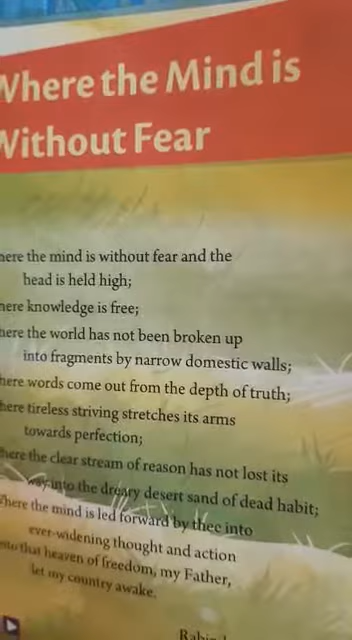 Where the Mind is
Without Fear
here the mind is without fear and the
head is held high;
here knowledge is free;
here the world has not been broken up
into fragments by narrow domestic walls;
here words come out from the depth of truth;
here tireless striving stretches its arms
towards perfection;
here the clear stream of reason has not lost its
way into the dreary desert sand of dead habit;
Where the mind is led forward by thee into
ever-widening thought and action
nto that heaven of freedom, my Father,
let my country awake.